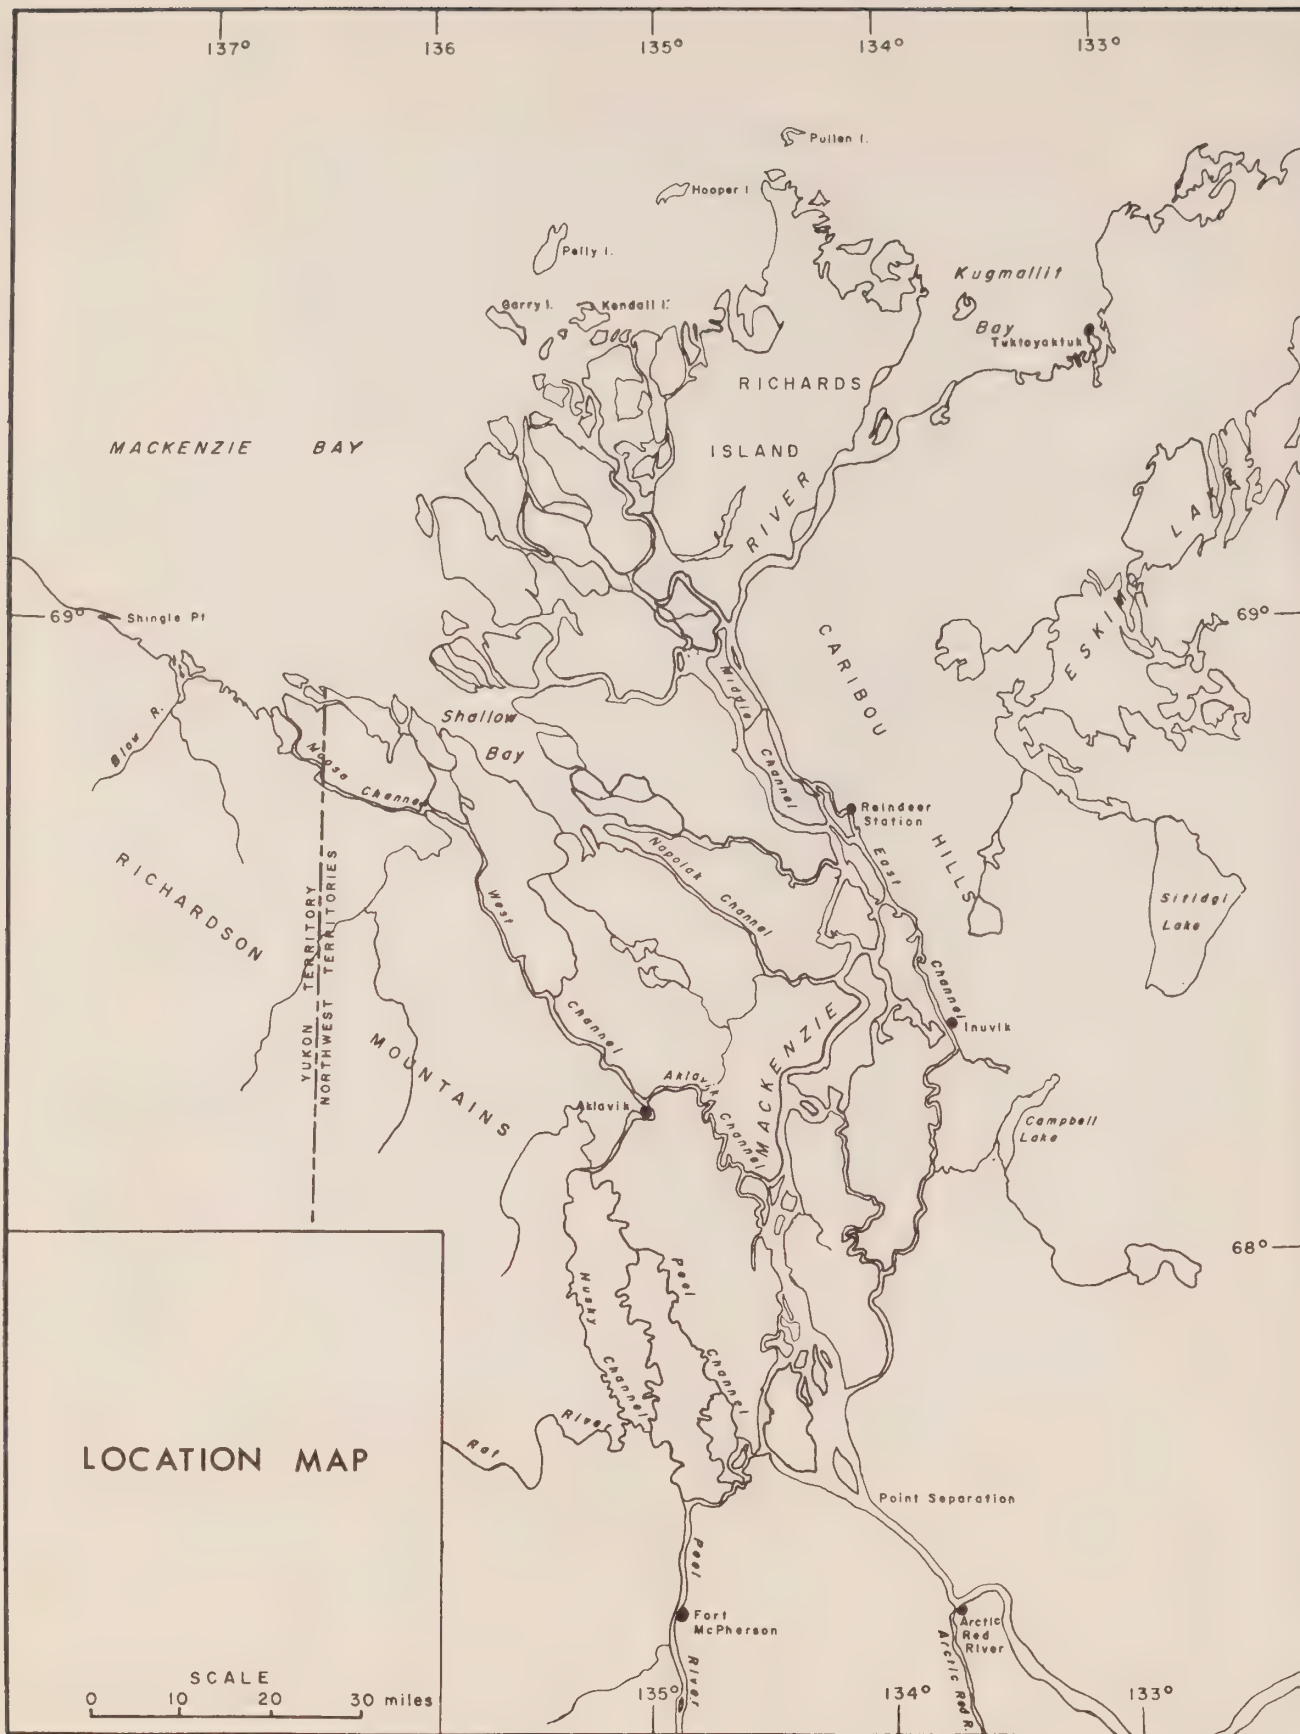 137° 136 135° 134° 133°
Pullen I.
Hooper I
Pelly I.
Garry I. Kendall I.
Kugmallit
Bay
Tuktoyaktuk
RICHARDS
ISLAND
MACKENZIE BAY
RIVER
ESKIMO LAKE
69° Shingle Pt 69°
CARIBOU HILLS
Middle Channel
Shallow
Bay
Blow R.
Moose Channel
Reindeer
Station
East Channel
Napoiak Channel
RICHARDSON MOUNTAINS
YUKON TERRITORY
NORTHWEST TERRITORIES
West Channel
Sitidgi
Lake
Inuvik
MACKENZIE
Aklavik
Aklavik Channel
Campbell
Lake
68°
Husky Channel
Peel Channel
Rat River
LOCATION MAP
Point Separation
Peel River
Fort
McPherson
Arctic
Red
River
Arctic Red R.
SCALE
0 10 20 30 miles
135° 134° 133°